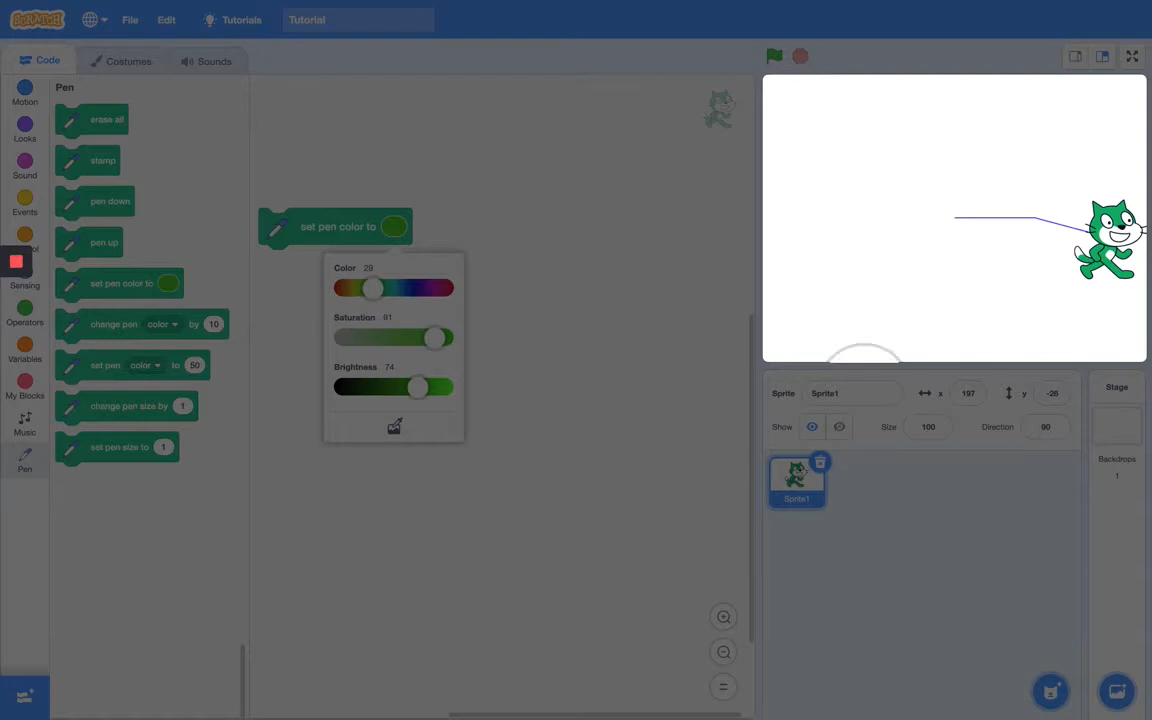 SCRATCH
File
Edit
Tutorials
Tutorial
Code
Costumes
Sounds
Motion
Looks
Sound
Events
ol
Sensing
Operators
Variables
My Blocks
Music
Pen
Pen
erase all
stamp
pen down
pen up
set pen color to
change pen color by 10
set pen color to 50
change pen size by 1
set pen size to 1
set pen color to
Color 29
Saturation 81
Brightness 74
Sprite
Sprite1
x
197
y
-26
Show
Size
100
Direction
90
Sprite1
Stage
Backdrops
1